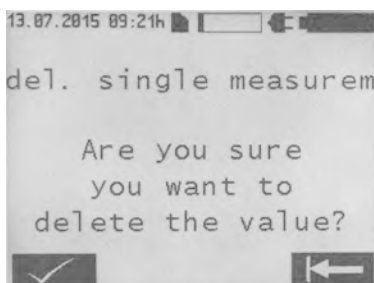 13.07.2015 09:21h
del. single measurem
Are you sure
you want to
delete the value?